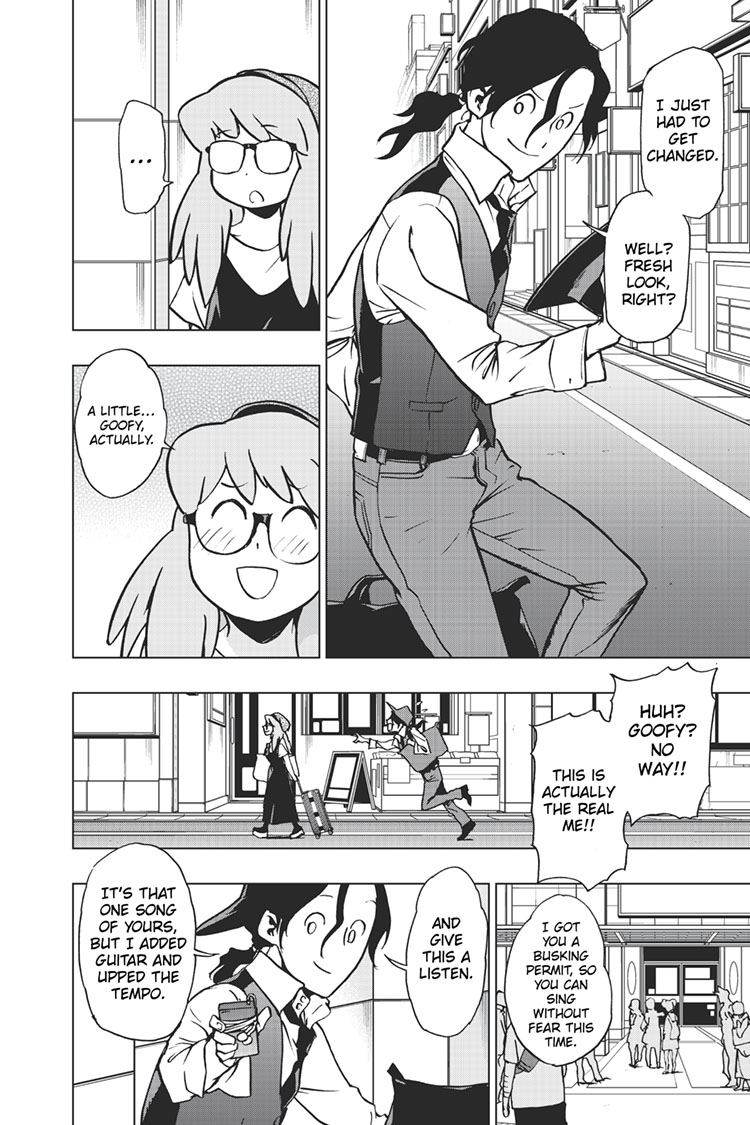 I JUST
HAD TO
GET
CHANGED.
WELL?
FRESH
LOOK,
RIGHT?
...
A LITTLE...
GOOFY,
ACTUALLY.
HUH?
GOOFY?
NO
WAY!!
THIS IS
ACTUALLY
THE REAL
ME!!
I GOT
YOU A
BUSKING
PERMIT, SO
YOU CAN
SING
WITHOUT
FEAR THIS
TIME.
AND
GIVE
THIS A
LISTEN.
IT'S THAT
ONE SONG
OF YOURS,
BUT I ADDED
GUITAR AND
UPPED THE
TEMPO.